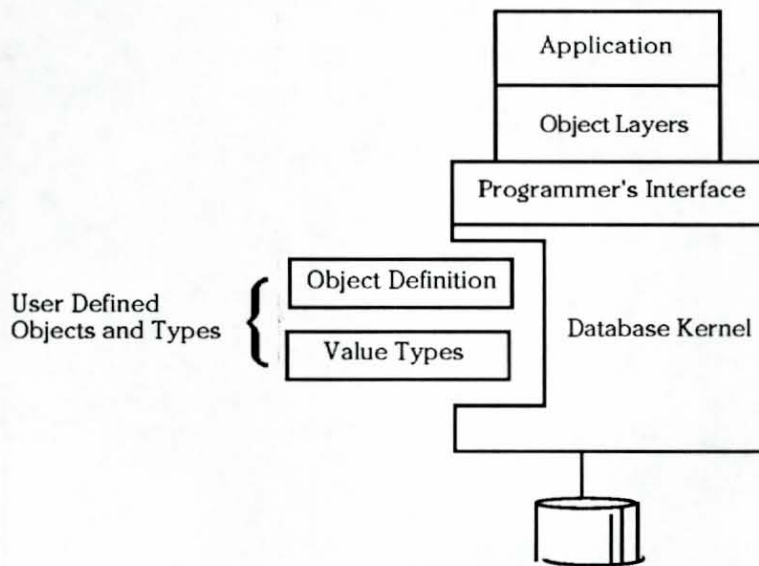 Application
Object Layers
Programmer's Interface
Object Definition
User Defined
Objects and Types
Value Types
Database Kernel